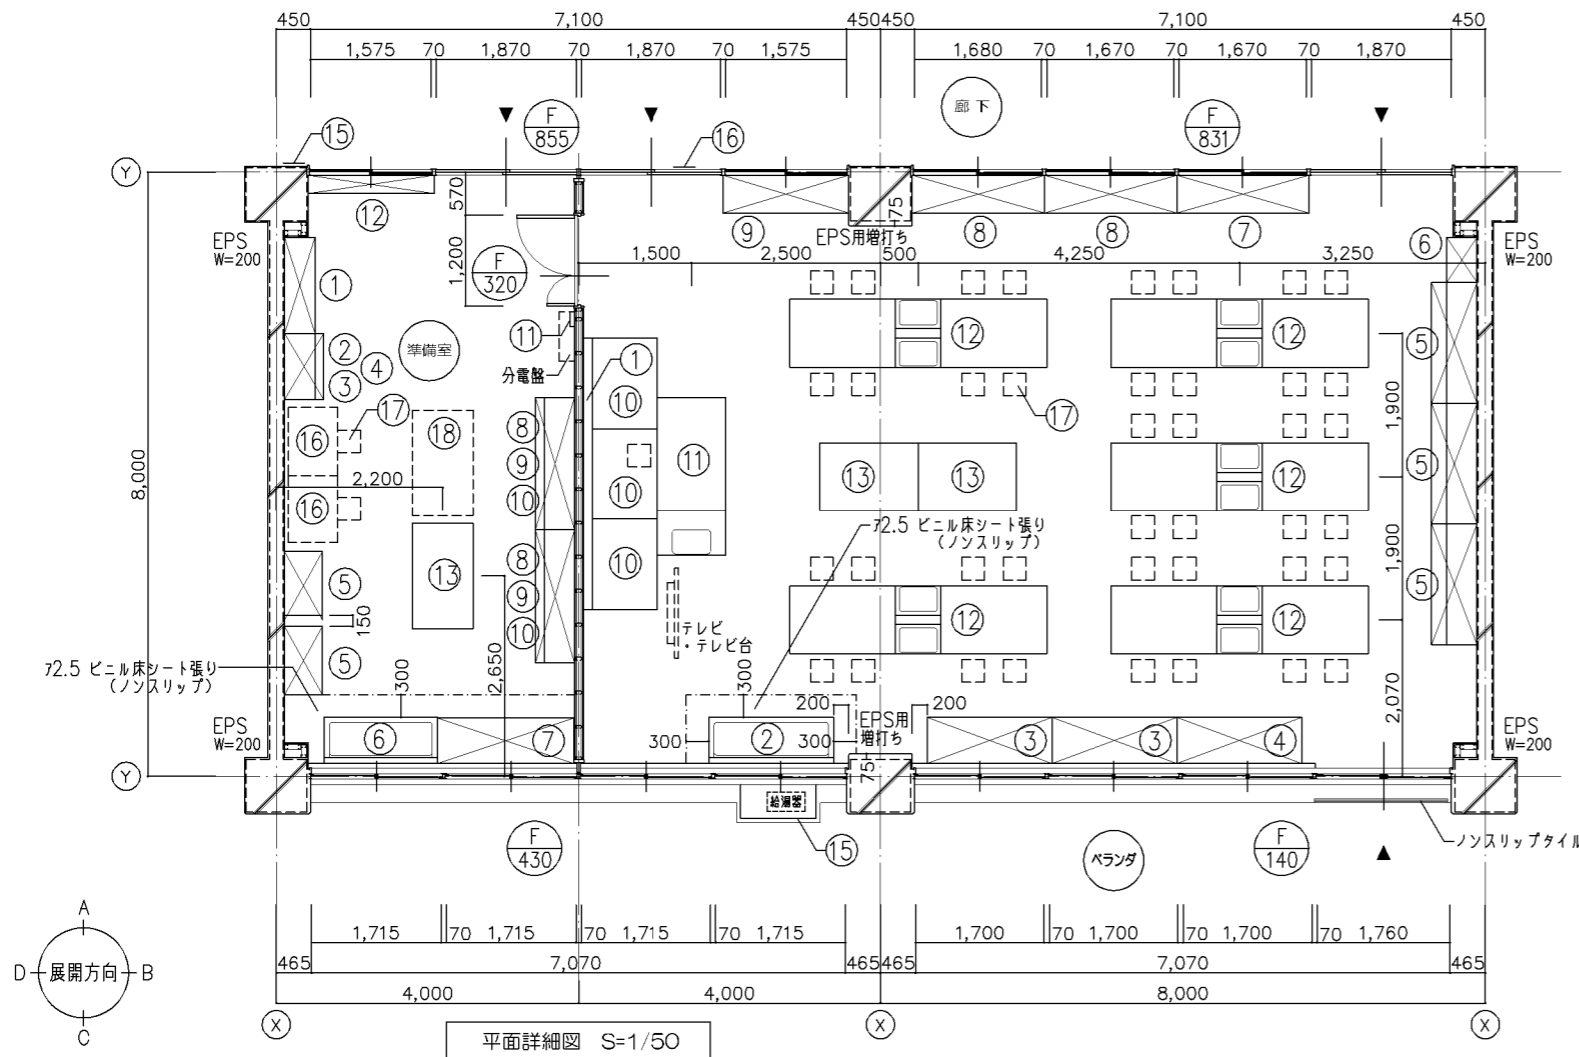 450 7,100 450 450 7,100 450
1,575 70 1,870 70 1,870 70 1,575 1,680 70 1,670 70 1,670 70 1,870
廊下
F
855
F
831
15
16
Y
12
570
75
9
8
8
7
6
EPS
W=200
EPS用増打ち
EPS
W=200
1,500 2,500 500 4,250 3,250
1
1,200
F
320
準備室
11
分電盤
1
2
4
3
10
12
12
5
17
17
1,900
16
18
8
9
10
11
10
13
13
12
5
8,000
2,200
16
ア2.5 ビニル床シート張り
(ノンスリップ)
1,900
13
8
9
10
10
5
5
150
テレビ
・テレビ台
12
12
5
ア2.5 ビニル床シート張り
(ノンスリップ)
300
2,650
300
200
200
2,070
EPS
W=200
EPS用
増打ち
EPS
W=200
6
7
300
2
300
3
3
4
Y
75
給湯器
15
F
430
ベランダ
F
140
ノンスリップタイル
A
D 展開方向 B
C
1,715 70 1,715 70 1,715 70 1,715 1,700 70 1,700 70 1,700 70 1,760
465 7,070 465 465 7,070 465
4,000 4,000 8,000
X
X
X
平面詳細図 S=1/50